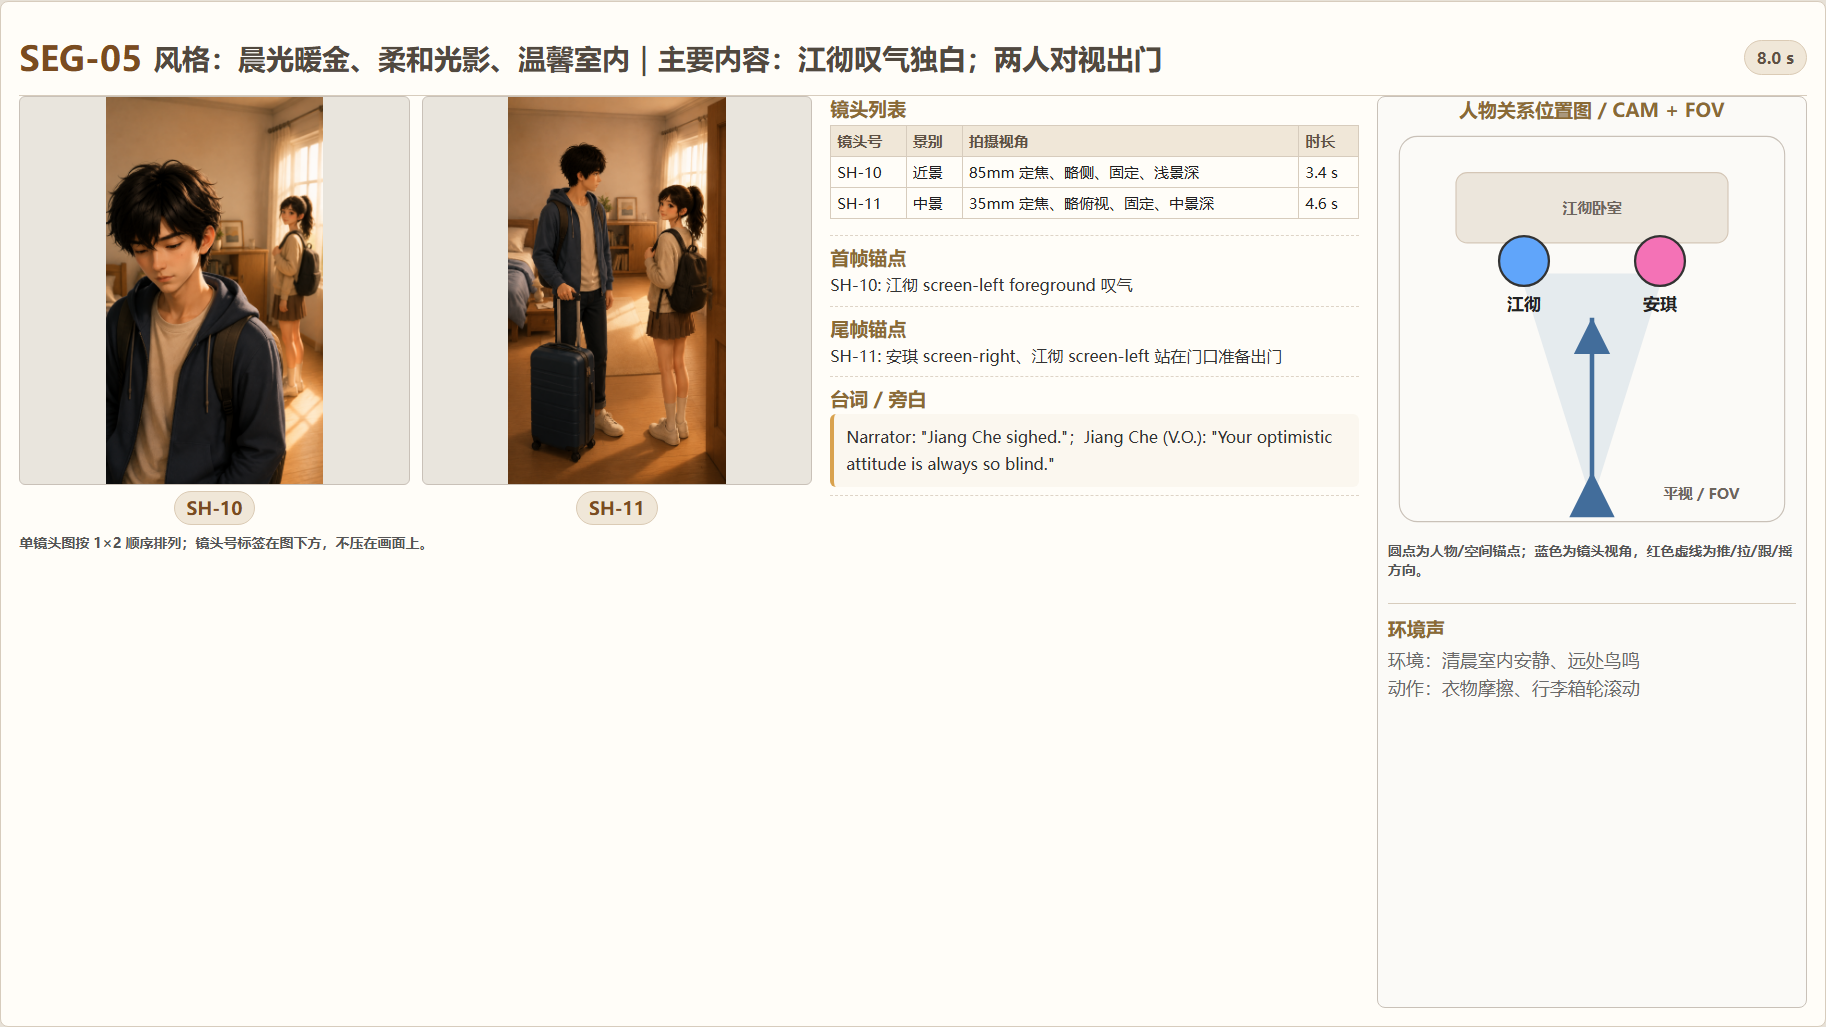 SEG-05 风格：晨光暖金、柔和光影、温馨室内 | 主要内容：江彻叹气独白；两人对视出门
8.0 s
SH-10
SH-11
单镜头图按 1×2 顺序排列；镜头号标签在图下方，不压在画面上。
镜头列表
镜头号 景别 拍摄视角 时长
SH-10 近景 85mm 定焦、略侧、固定、浅景深 3.4 s
SH-11 中景 35mm 定焦、略俯视、固定、中景深 4.6 s
首帧锚点
SH-10: 江彻 screen-left foreground 叹气
尾帧锚点
SH-11: 安琪 screen-right、江彻 screen-left 站在门口准备出门
台词 / 旁白
Narrator: "Jiang Che sighed."；Jiang Che (V.O.): "Your optimistic
attitude is always so blind."
人物关系位置图 / CAM + FOV
江彻卧室
江彻
安琪
平视 / FOV
圆点为人物/空间锚点；蓝色为镜头视角，红色虚线为推/拉/跟/摇
方向。
环境声
环境：清晨室内安静、远处鸟鸣
动作：衣物摩擦、行李箱轮滚动